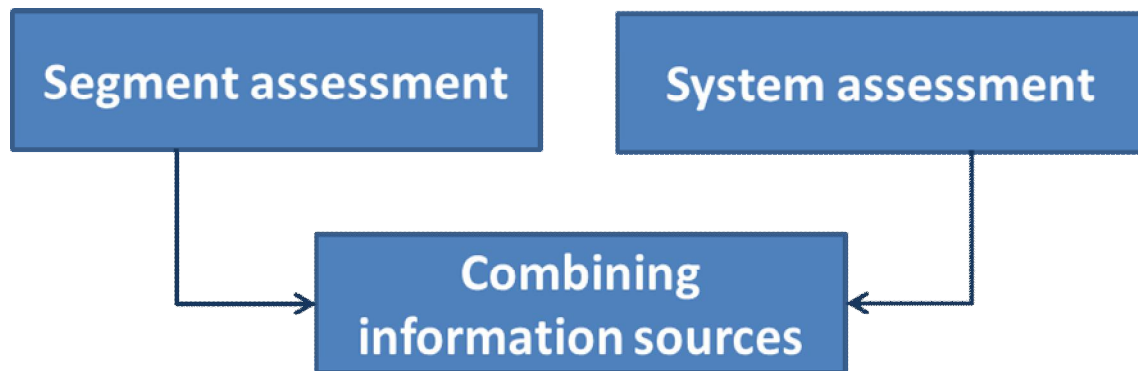 Segment assessment
System assessment
Combining
information sources